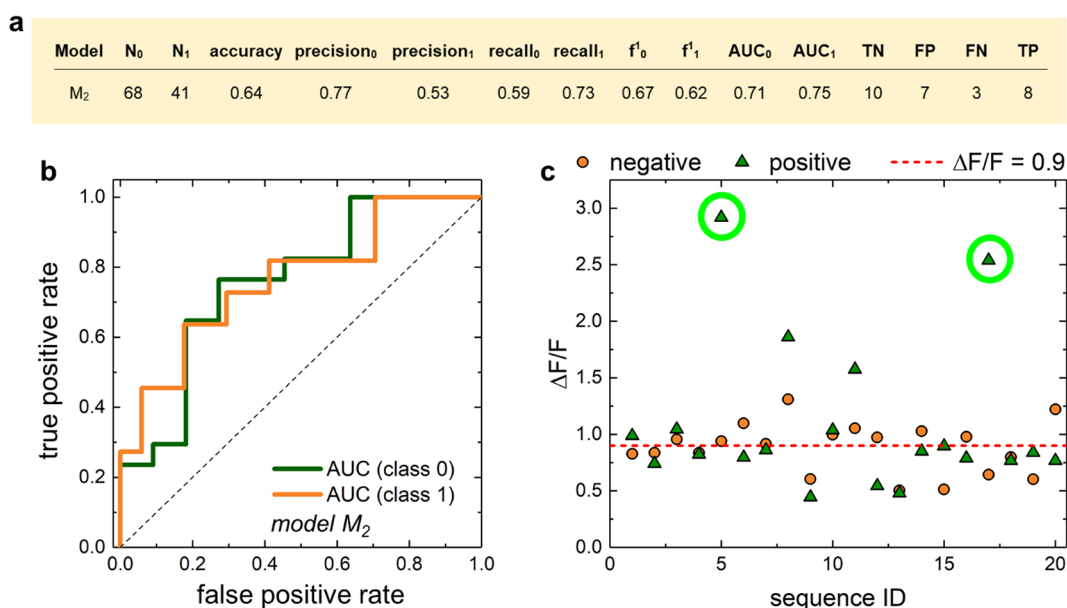 a
Model N₀ N₁ accuracy precision₀ precision₁ recall₀ recall₁ f¹₀ f¹₁ AUC₀ AUC₁ TN FP FN TP
M₂ 68 41 0.64 0.77 0.53 0.59 0.73 0.67 0.62 0.71 0.75 10 7 3 8
b
1.0
0.8
0.6
0.4
0.2
0.0
true positive rate
AUC (class 0)
AUC (class 1)
model M₂
0.0 0.2 0.4 0.6 0.8 1.0
false positive rate
c
negative positive ΔF/F = 0.9
3.0
2.5
2.0
1.5
1.0
0.5
0.0
ΔF/F
0 5 10 15 20
sequence ID